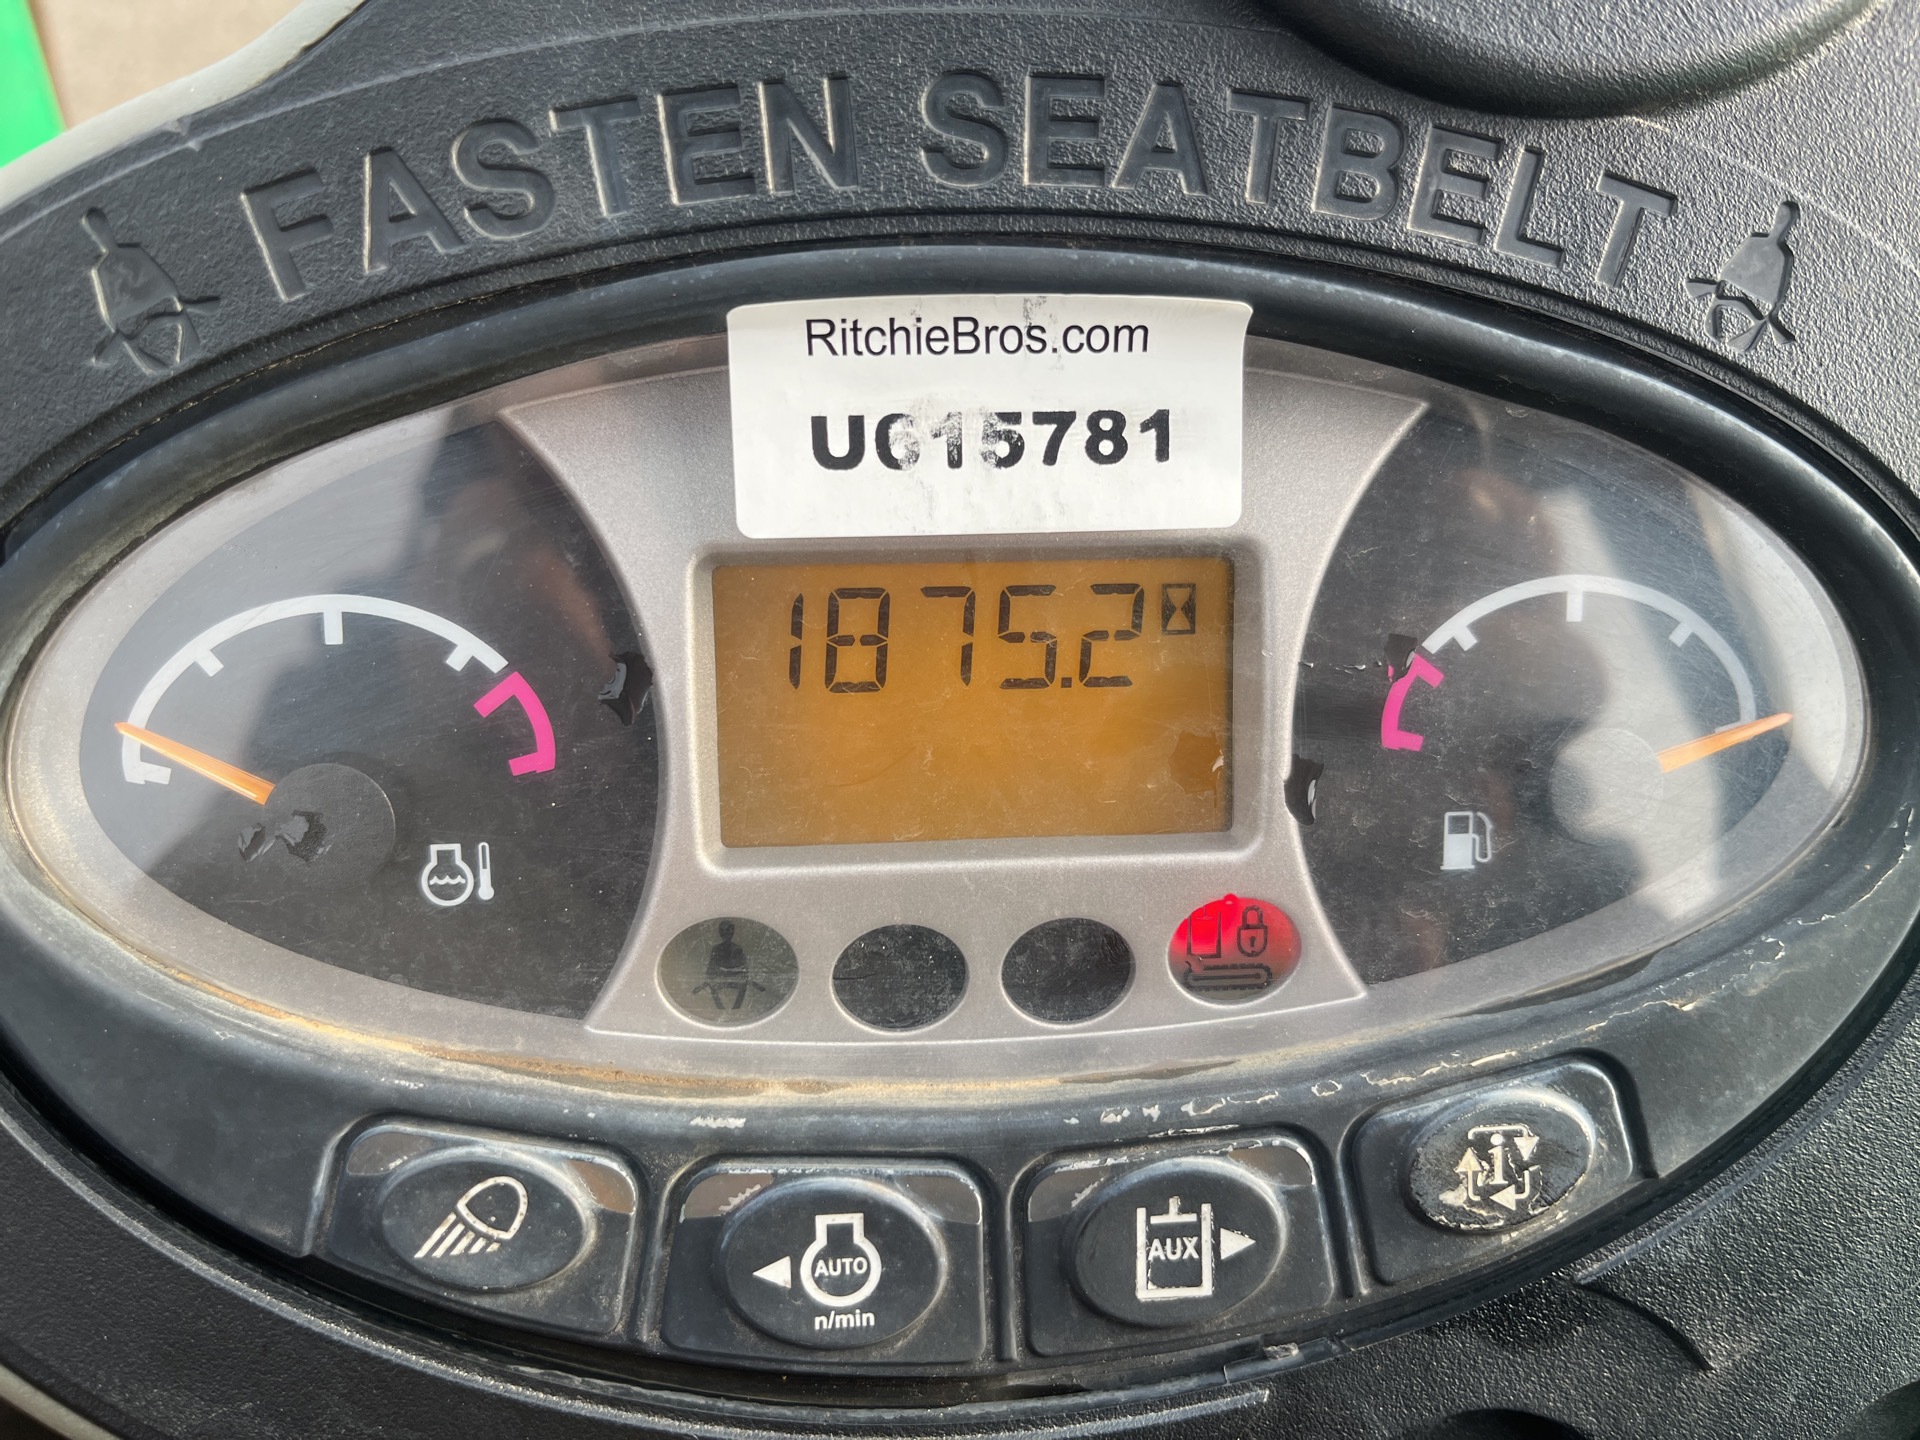 FASTEN SEATBELT
RitchieBros.com
U615781
1875.2
AUTO
n/min
AUX
i